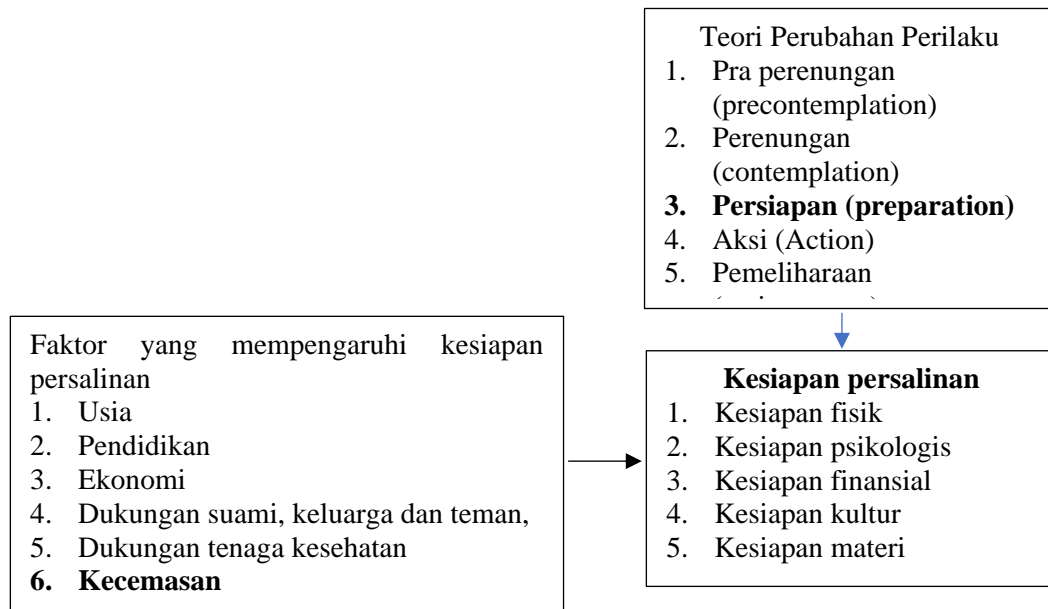 Teori Perubahan Perilaku
1. Pra perenungan
(precontemplation)
2. Perenungan
(contemplation)
3. Persiapan (preparation)
4. Aksi (Action)
5. Pemeliharaan
Faktor yang mempengaruhi kesiapan
persalinan
1. Usia
2. Pendidikan
3. Ekonomi
4. Dukungan suami, keluarga dan teman,
5. Dukungan tenaga kesehatan
6. Kecemasan
Kesiapan persalinan
1. Kesiapan fisik
2. Kesiapan psikologis
3. Kesiapan finansial
4. Kesiapan kultur
5. Kesiapan materi